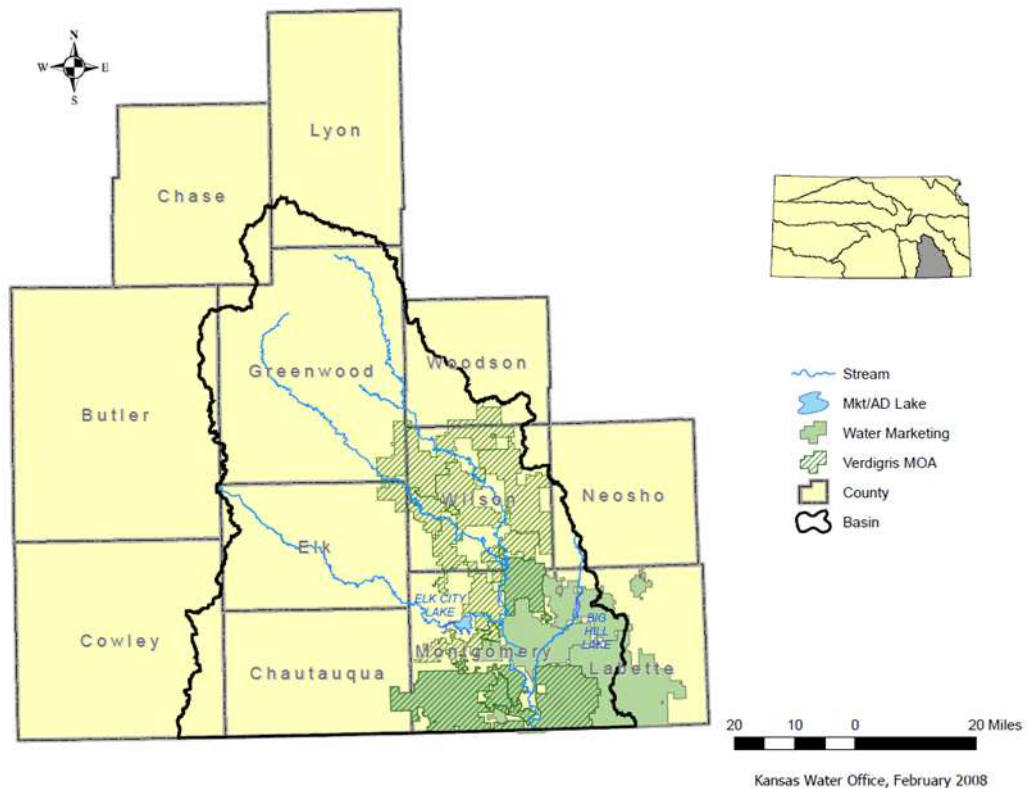 N
W E
S
Lyon
Chase
Woodson
Greenwood
Butler
Wilson
Neosho
Elk
ELK CITY
LAKE
BIG
HILL
LAKE
Cowley
Montgomery
Labette
Chautauqua
Stream
Mkt/AD Lake
Water Marketing
Verdigris MOA
County
Basin
20 10 0 20 Miles
Kansas Water Office, February 2008